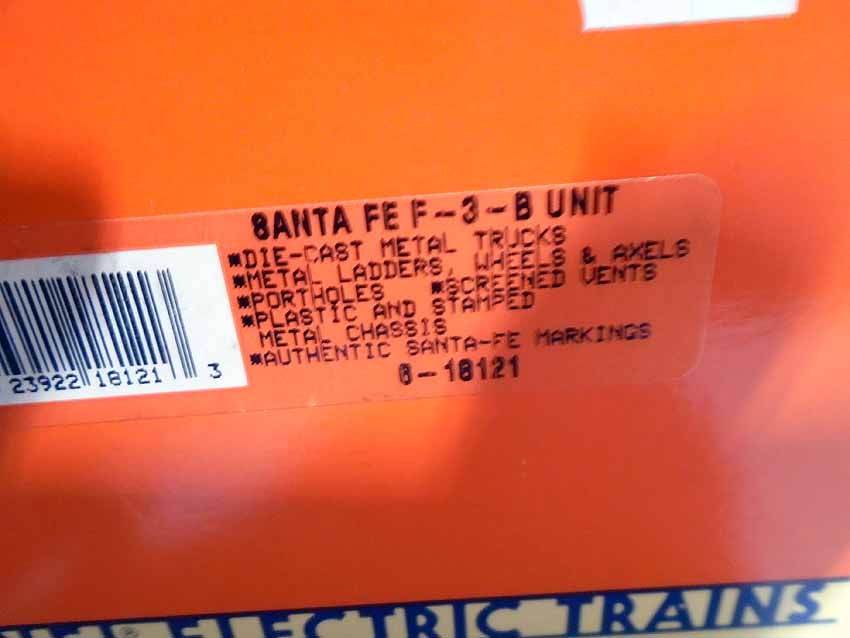 SANTA FE F-3-B UNIT
*DIE-CAST METAL TRUCKS
*METAL LADDERS, WHEELS & AXELS
*PORTHOLES *SCREENED VENTS
*PLASTIC AND STAMPED
METAL CHASSIS
*AUTHENTIC SANTA-FE MARKINGS
6-18121
23922 18121 3
® ELECTRIC TRAINS